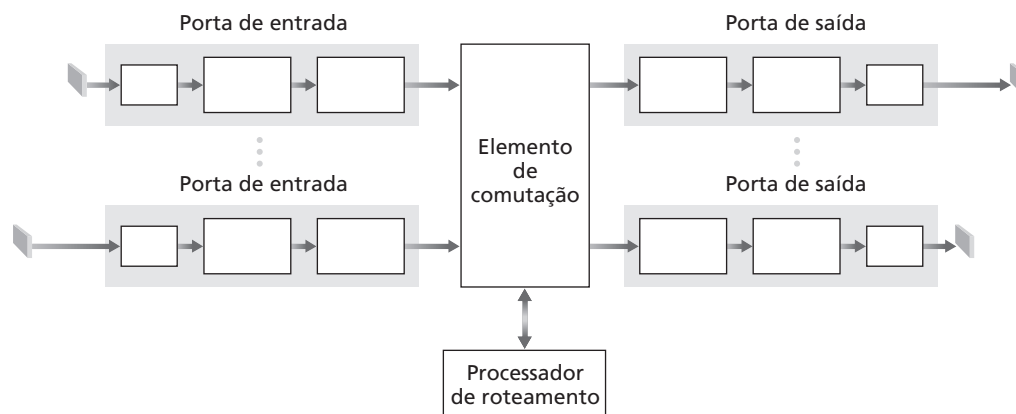 Porta de entrada
Porta de saída
Elemento
de
comutação
Porta de entrada
Porta de saída
Processador
de roteamento